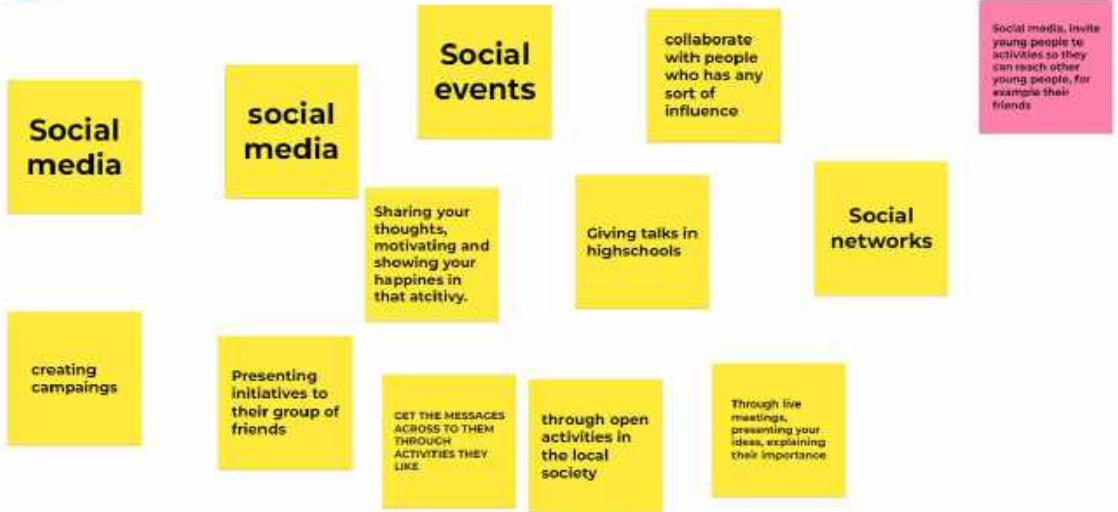 Social
media
social
media
Social
events
collaborate
with people
who has any
sort of
influence
Social media, invite
young people to
activities so they
can reach other
young people, for
example their
friends
Sharing your
thoughts,
motivating and
showing your
happines in
that atcitivy.
Giving talks in
highschools
Social
networks
creating
campaings
Presenting
initiatives to
their group of
friends
GET THE MESSAGES
ACROSS TO THEM
THROUGH
ACTIVITIES THEY
LIKE
through open
activities in
the local
society
Through live
meetings,
presenting your
ideas, explaining
their importance